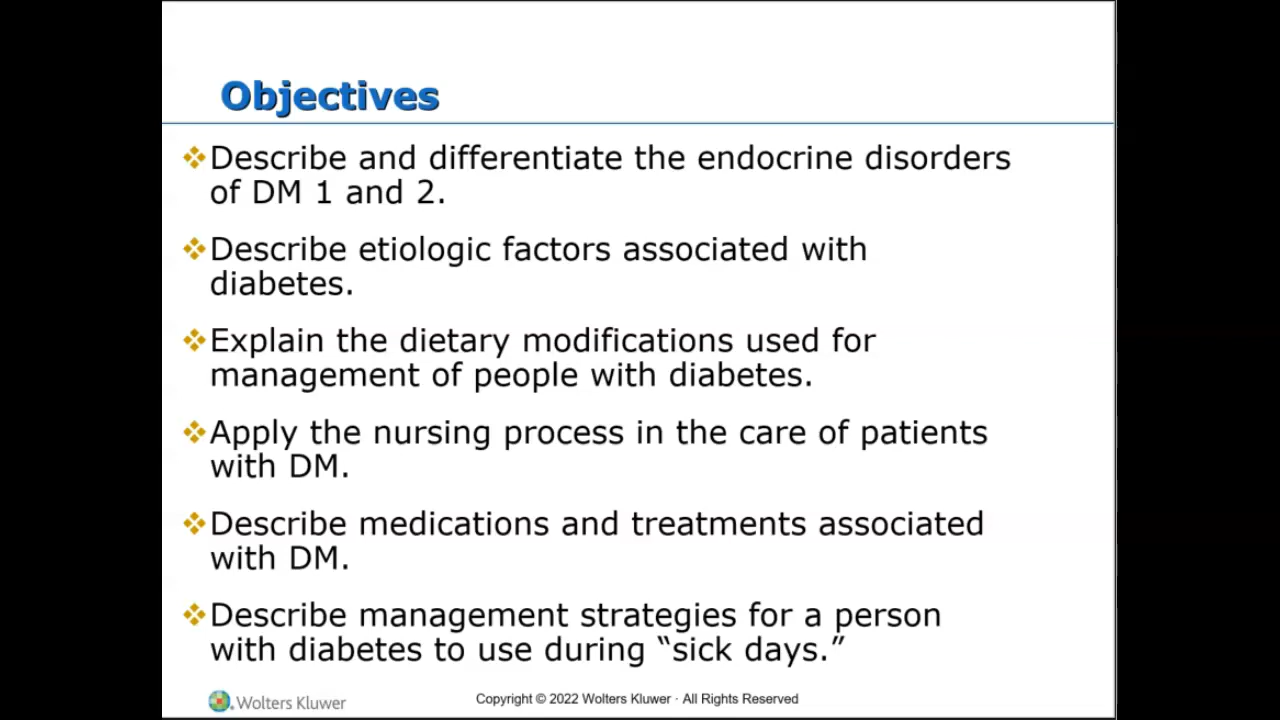 Objectives
Describe and differentiate the endocrine disorders
of DM 1 and 2.
Describe etiologic factors associated with
diabetes.
Explain the dietary modifications used for
management of people with diabetes.
Apply the nursing process in the care of patients
with DM.
Describe medications and treatments associated
with DM.
Describe management strategies for a person
with diabetes to use during “sick days.”
Wolters Kluwer
Copyright © 2022 Wolters Kluwer · All Rights Reserved